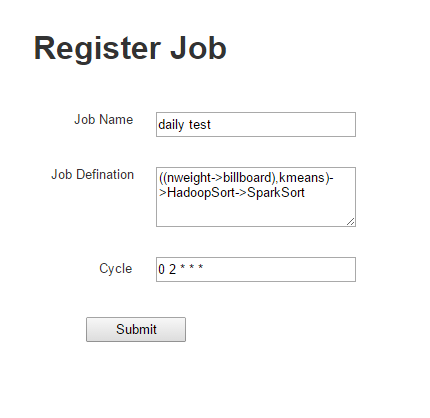 Register Job
Job Name
daily test
Job Defination
((nweight->billboard),kmeans)-
>HadoopSort->SparkSort
Cycle
0 2 * * *
Submit